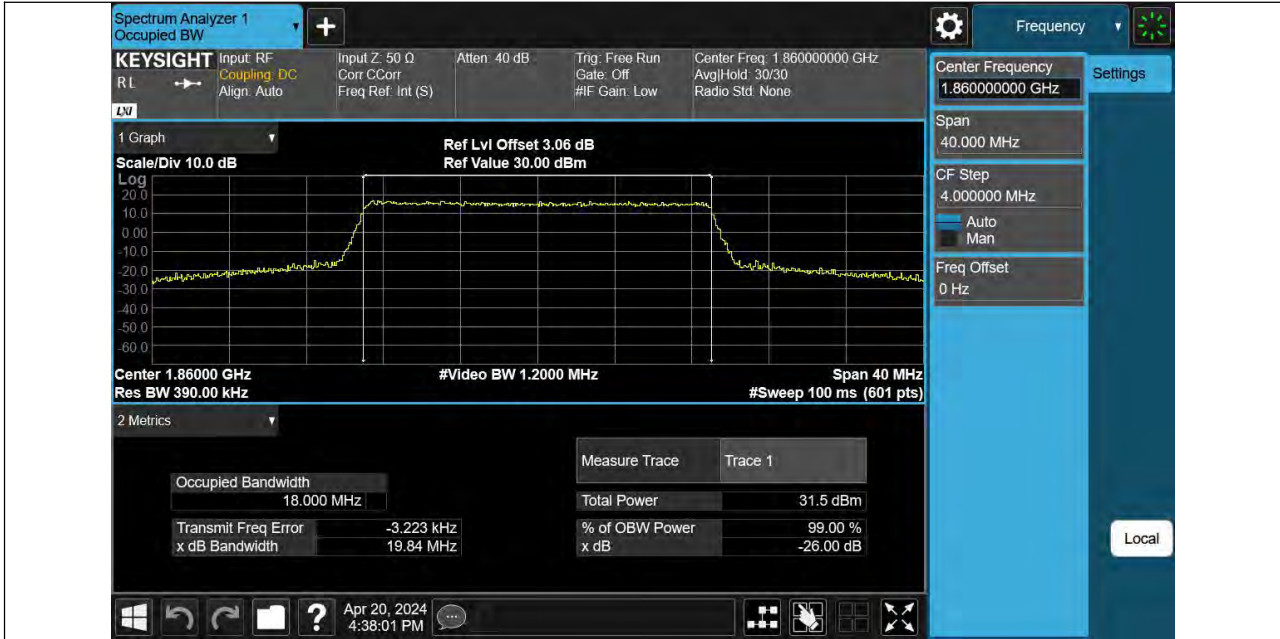 Spectrum Analyzer 1
Occupied BW
Frequency
KEYSIGHT
RL
LXI
Input: RF
Coupling: DC
Align: Auto
Input Z: 50 Ω
Corr CCorr
Freq Ref: Int (S)
Atten: 40 dB
Trig: Free Run
Gate: Off
#IF Gain: Low
Center Freq: 1.860000000 GHz
Avg|Hold: 30/30
Radio Std: None
1 Graph
Scale/Div 10.0 dB
Ref Lvl Offset 3.06 dB
Ref Value 30.00 dBm
Log
20.0
10.0
0.00
-10.0
-20.0
-30.0
-40.0
-50.0
-60.0
Center 1.86000 GHz
Res BW 390.00 kHz
#Video BW 1.2000 MHz
Span 40 MHz
#Sweep 100 ms (601 pts)
2 Metrics
Occupied Bandwidth
18.000 MHz
Transmit Freq Error -3.223 kHz
x dB Bandwidth 19.84 MHz
Measure Trace Trace 1
Total Power 31.5 dBm
% of OBW Power 99.00 %
x dB -26.00 dB
Center Frequency
1.860000000 GHz
Span
40.000 MHz
CF Step
4.000000 MHz
Auto
Man
Freq Offset
0 Hz
Settings
Local
?
Apr 20, 2024
4:38:01 PM